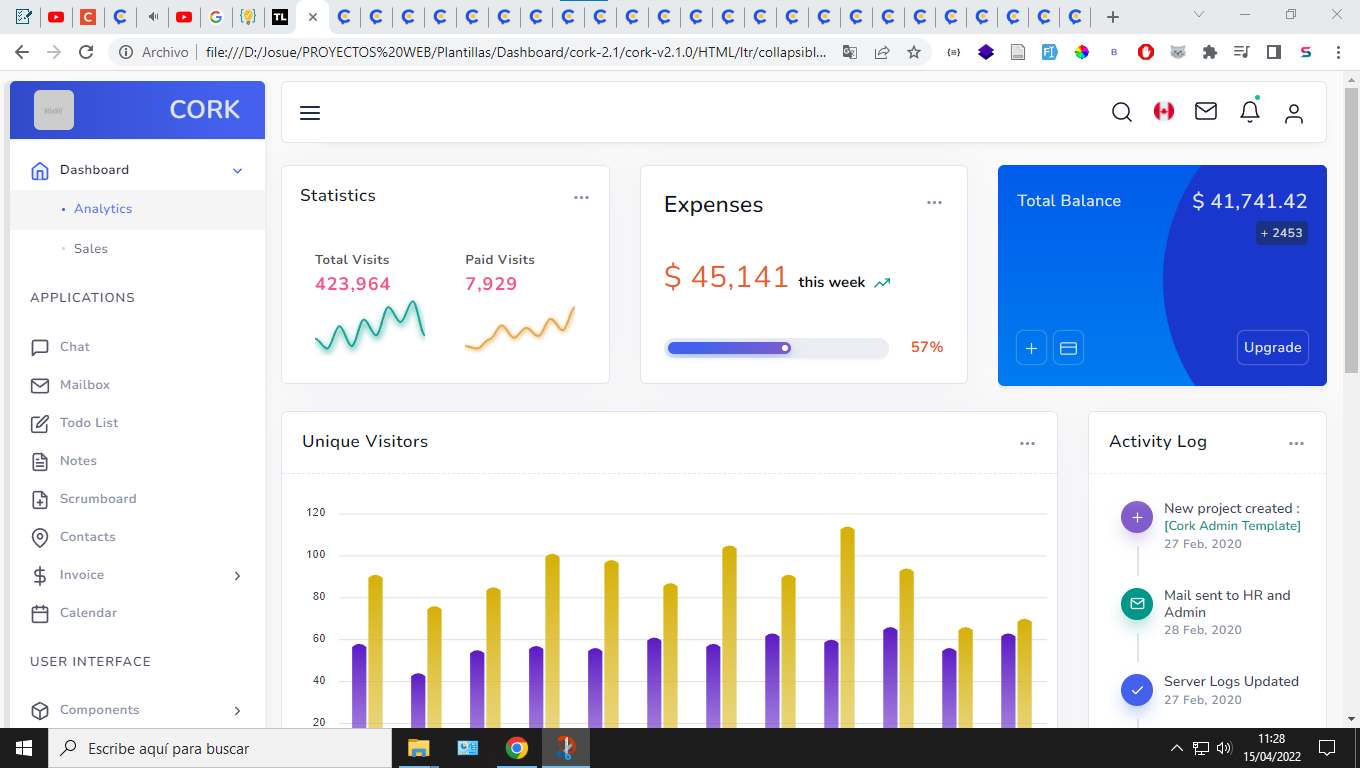 TL
Archivo
file:///D:/Josue/PROYECTOS%20WEB/Plantillas/Dashboard/cork-2.1/cork-v2.1.0/HTML/ltr/collapsibl...
CORK
Dashboard
Analytics
Sales
APPLICATIONS
Chat
Mailbox
Todo List
Notes
Scrumboard
Contacts
Invoice
Calendar
USER INTERFACE
Components
Statistics
Total Visits
423,964
Paid Visits
7,929
Expenses
$ 45,141 this week
57%
Total Balance
$ 41,741.42
+ 2453
Upgrade
Unique Visitors
120
100
80
60
40
20
Activity Log
New project created :
[Cork Admin Template]
27 Feb, 2020
Mail sent to HR and
Admin
28 Feb, 2020
Server Logs Updated
27 Feb, 2020
Escribe aquí para buscar
11:28
15/04/2022